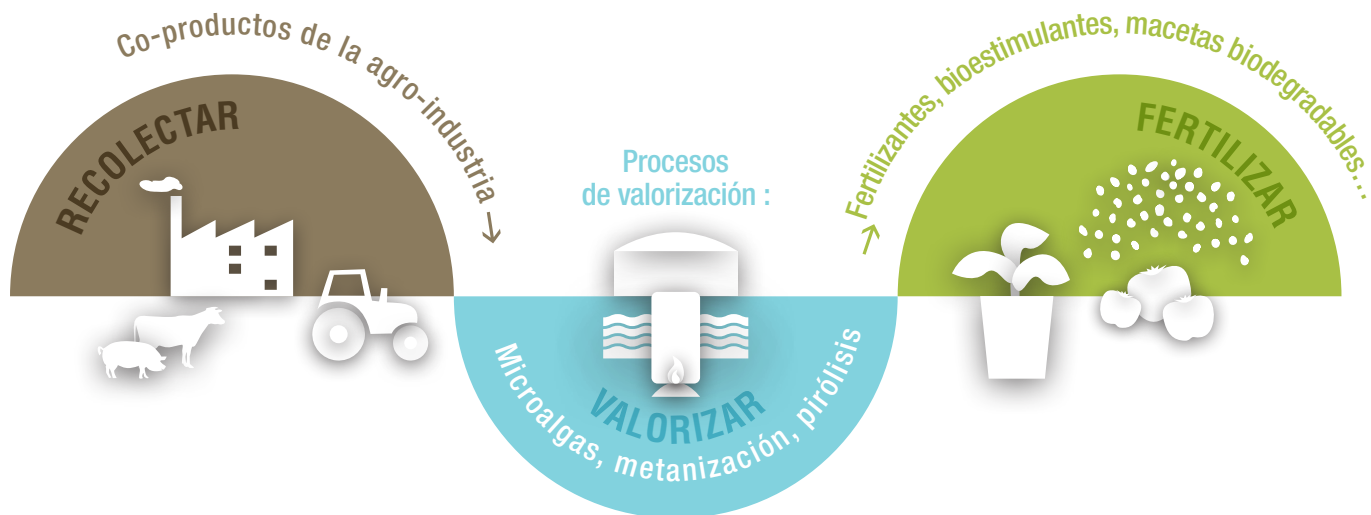 Co-productos de la agro-industria →
RECOLECTAR
Procesos
de valorización :
VALORIZAR
Microalgas, metanización, pirólisis
→ Fertilizantes, bioestimulantes, macetas biodegradables...
FERTILIZAR